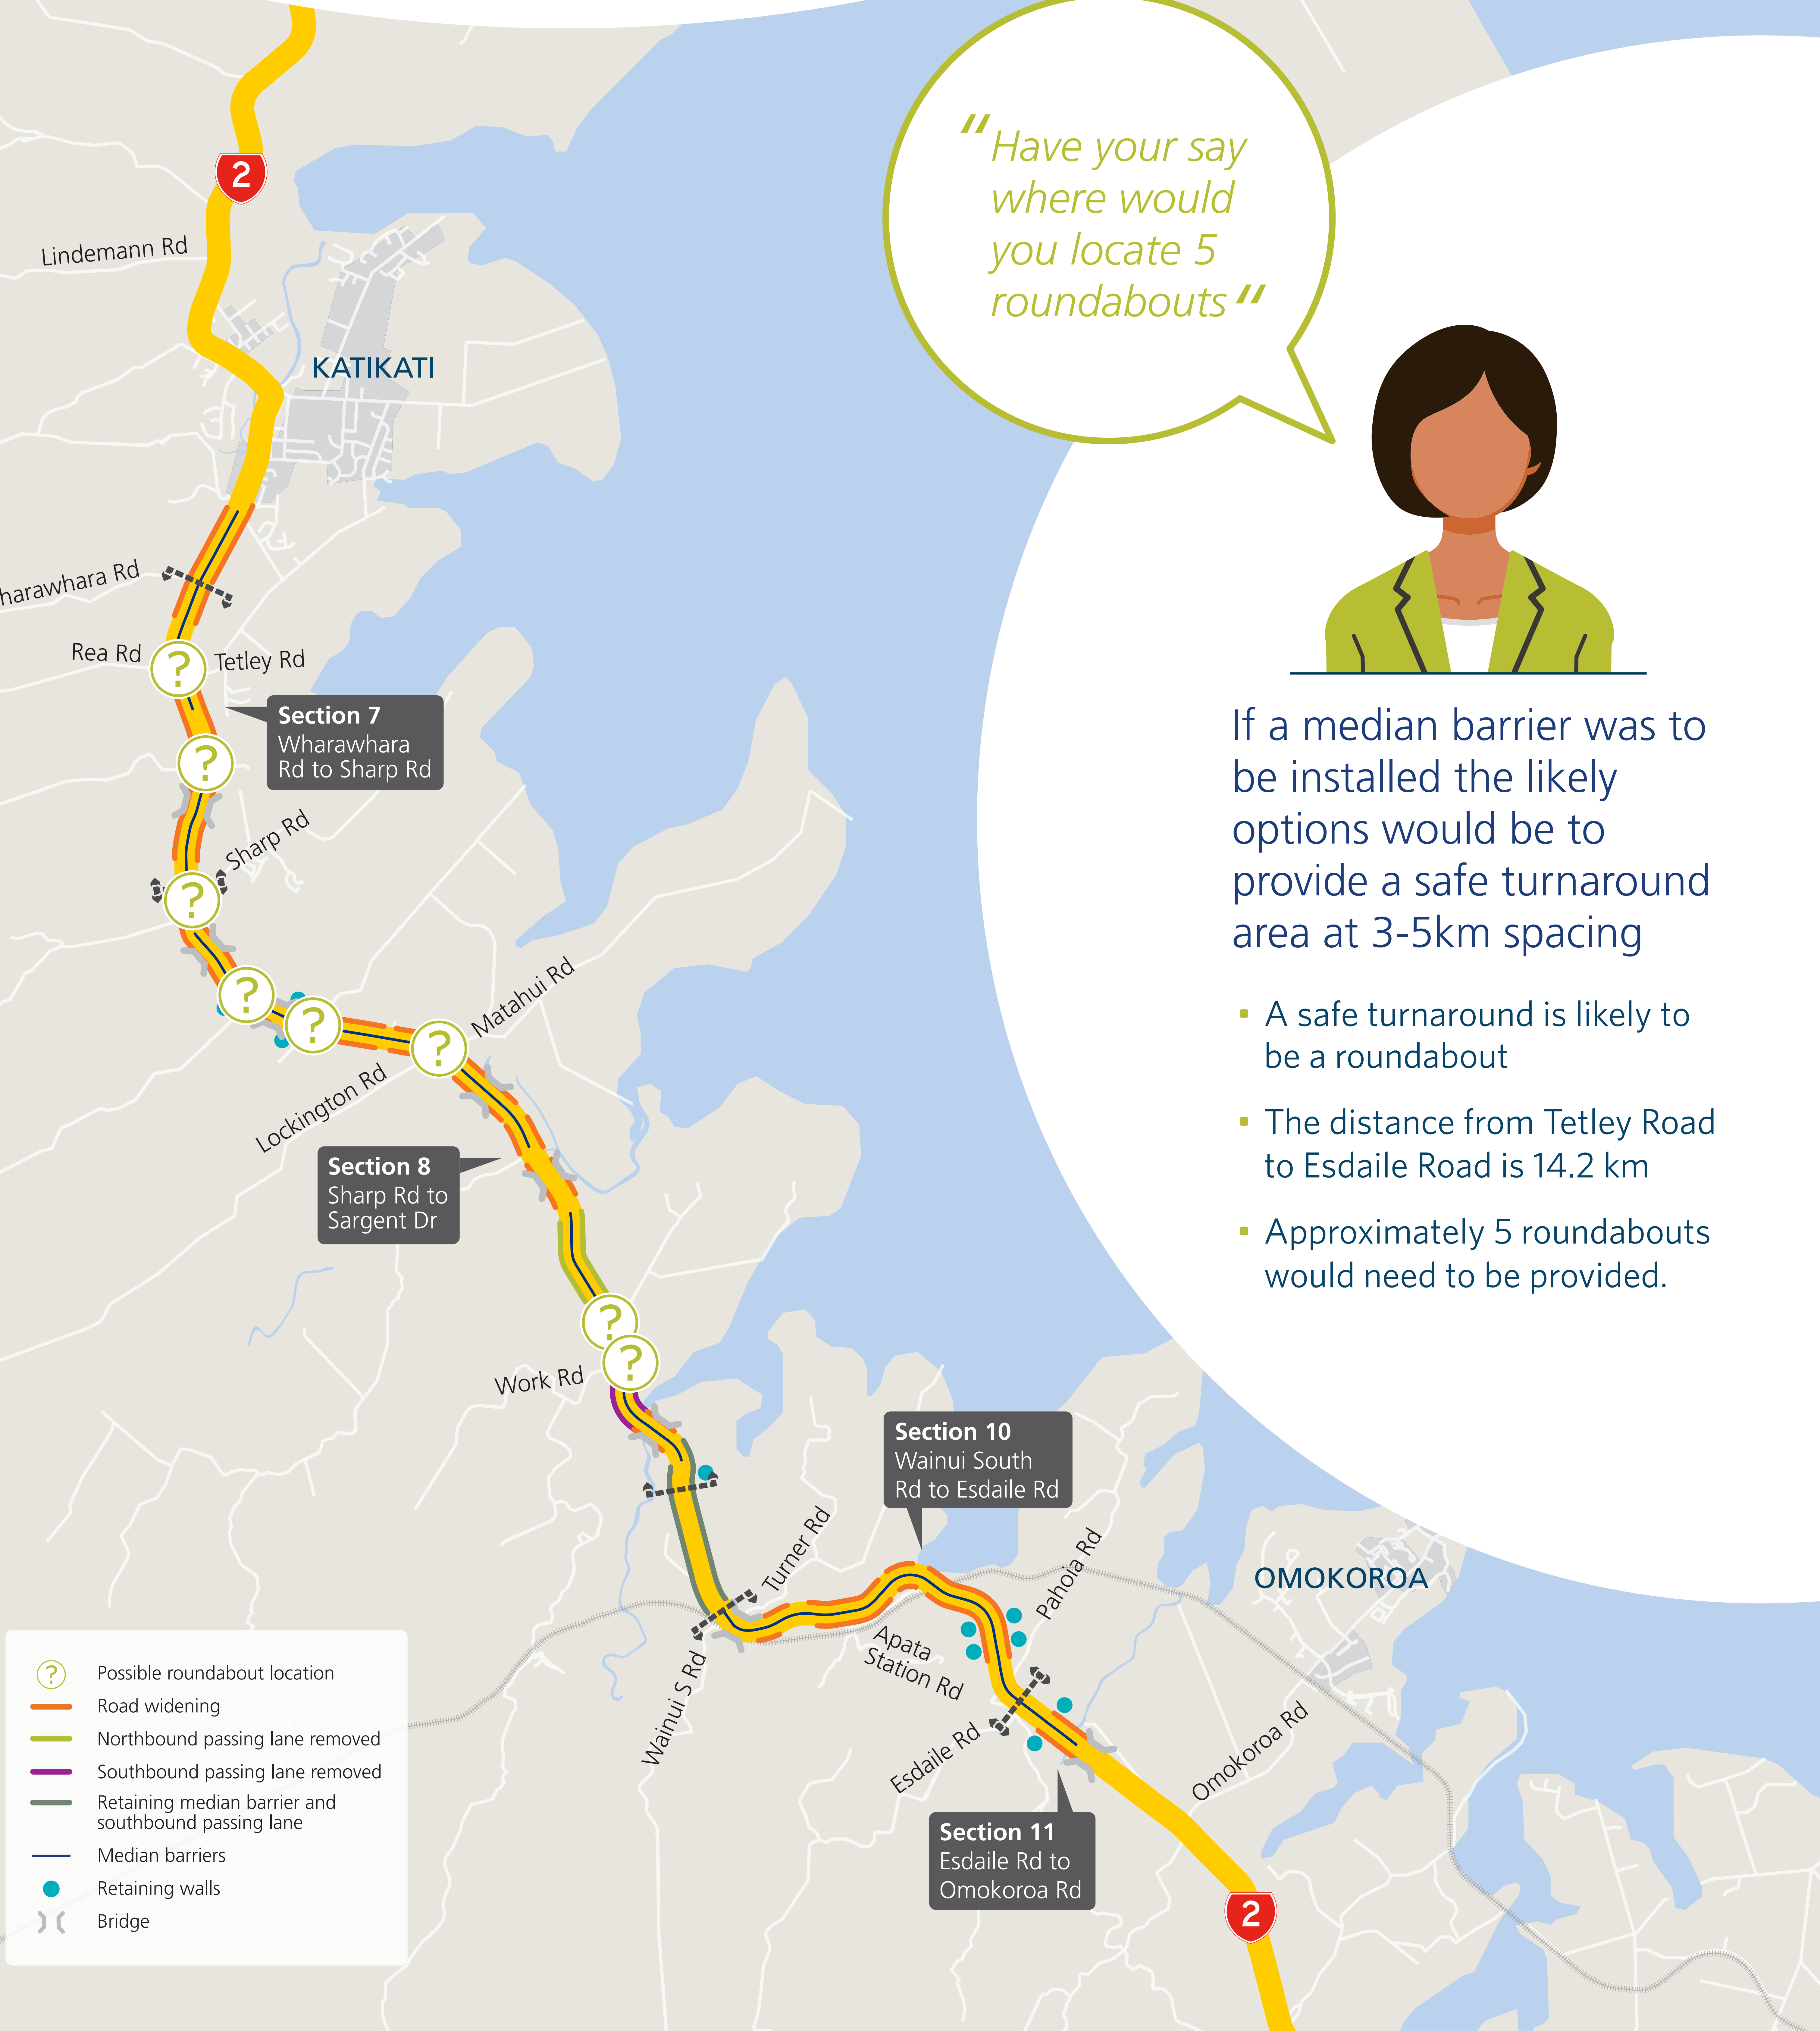 “Have your say
where would
you locate 5
roundabouts“
2
Lindemann Rd
KATIKATI
harawhara Rd
Rea Rd
?
Tetley Rd
Section 7
Wharawhara
Rd to Sharp Rd
?
Sharp Rd
?
?
?
?
Matahui Rd
Lockington Rd
Section 8
Sharp Rd to
Sargent Dr
?
?
Work Rd
Section 10
Wainui South
Rd to Esdaile Rd
Turner Rd
Pahoia Rd
OMOKOROA
Apata
Station Rd
Wainui S Rd
Esdaile Rd
Omokoroa Rd
Section 11
Esdaile Rd to
Omokoroa Rd
2
If a median barrier was to
be installed the likely
options would be to
provide a safe turnaround
area at 3-5km spacing
• A safe turnaround is likely to
be a roundabout
• The distance from Tetley Road
to Esdaile Road is 14.2 km
• Approximately 5 roundabouts
would need to be provided.
? Possible roundabout location
Road widening
Northbound passing lane removed
Southbound passing lane removed
Retaining median barrier and
southbound passing lane
Median barriers
Retaining walls
Bridge